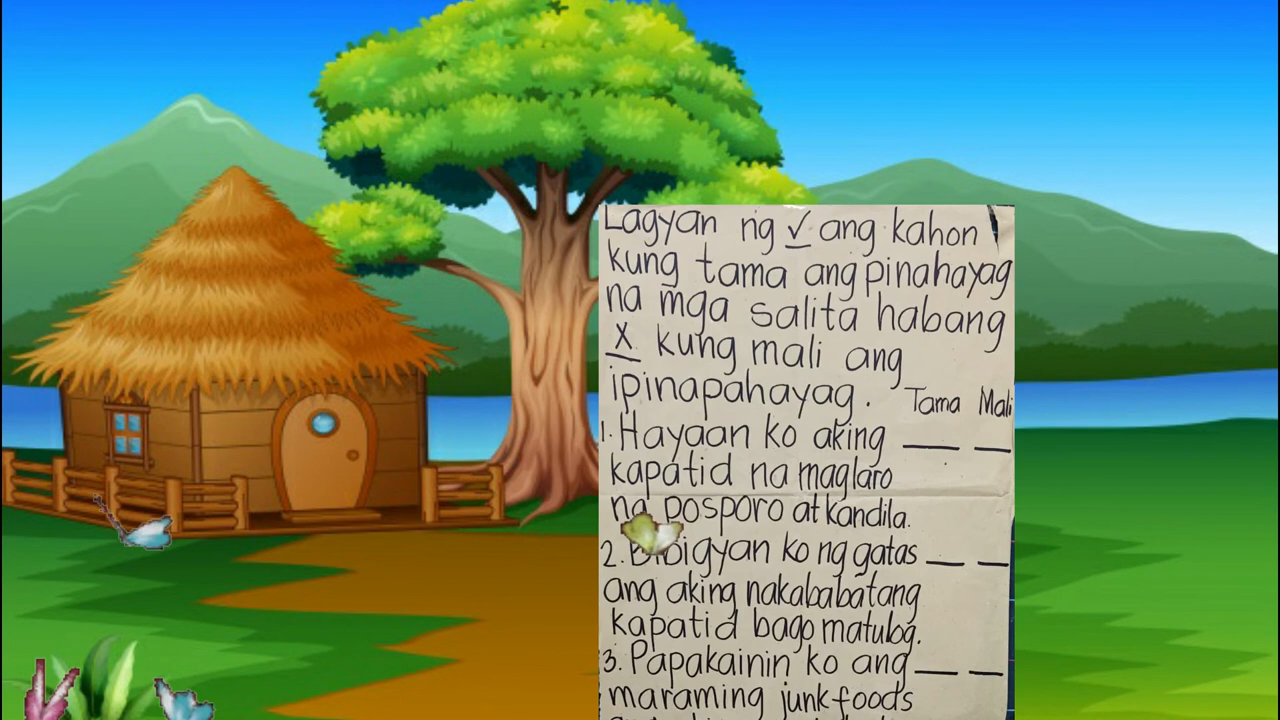 Lagyan ng ✓ ang kahon
kung tama ang pinahayag
na mga salita habang
X kung mali ang
ipinapahayag. Tama Mali
1. Hayaan ko aking
kapatid na maglaro
na posporo at kandila.
2. Bibigyan ko ng gatas
ang aking nakababatang
kapatid bago matulog.
3. Papakainin ko ang
maraming junkfoods